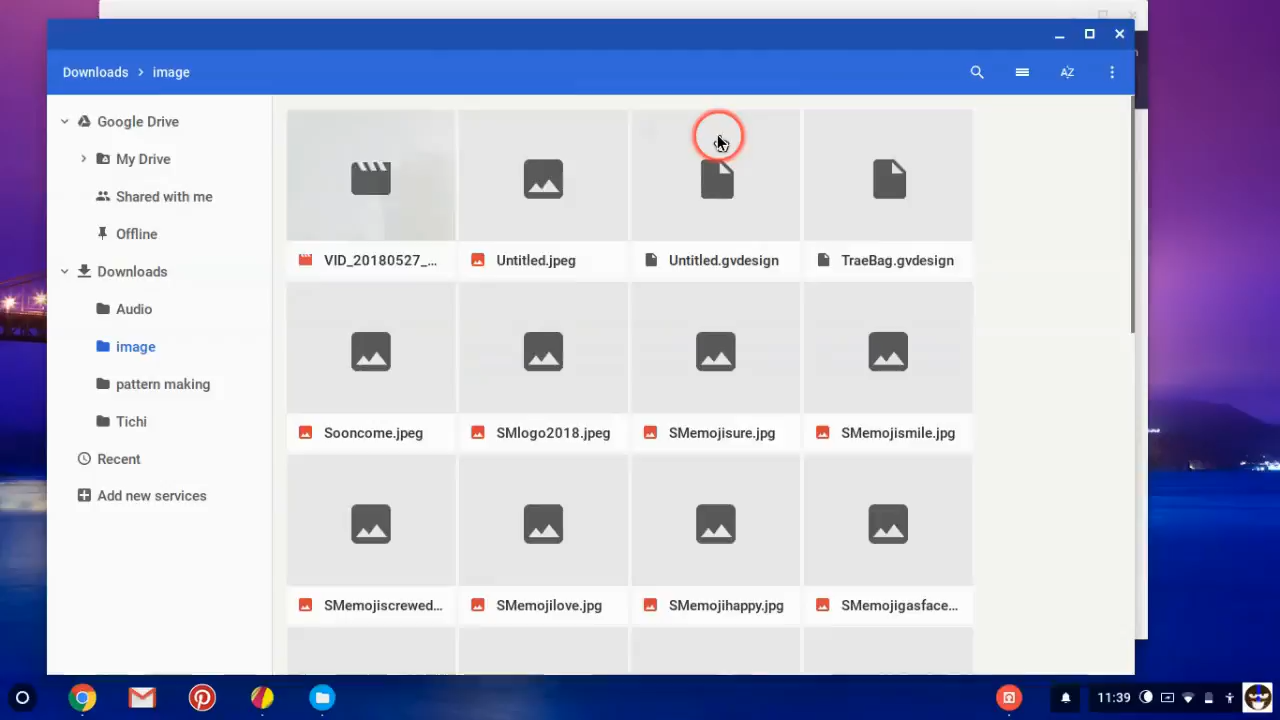 Downloads > image
AZ
Google Drive
My Drive
Shared with me
Offline
Downloads
Audio
image
pattern making
Tichi
Recent
Add new services
VID_20180527_...
Untitled.jpeg
Untitled.gvdesign
TraeBag.gvdesign
Sooncome.jpeg
SMlogo2018.jpeg
SMemojisure.jpg
SMemojismile.jpg
SMemojiscrewed...
SMemojilove.jpg
SMemojihappy.jpg
SMemojigasface...
11:39